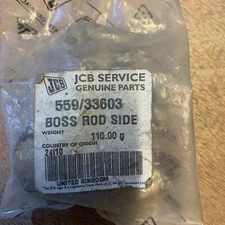 JCB
JCB SERVICE
GENUINE PARTS
559/33603
BOSS ROD SIDE
WEIGHT
110.00 g
COUNTRY OF ORIGIN
UNITED KINGDOM